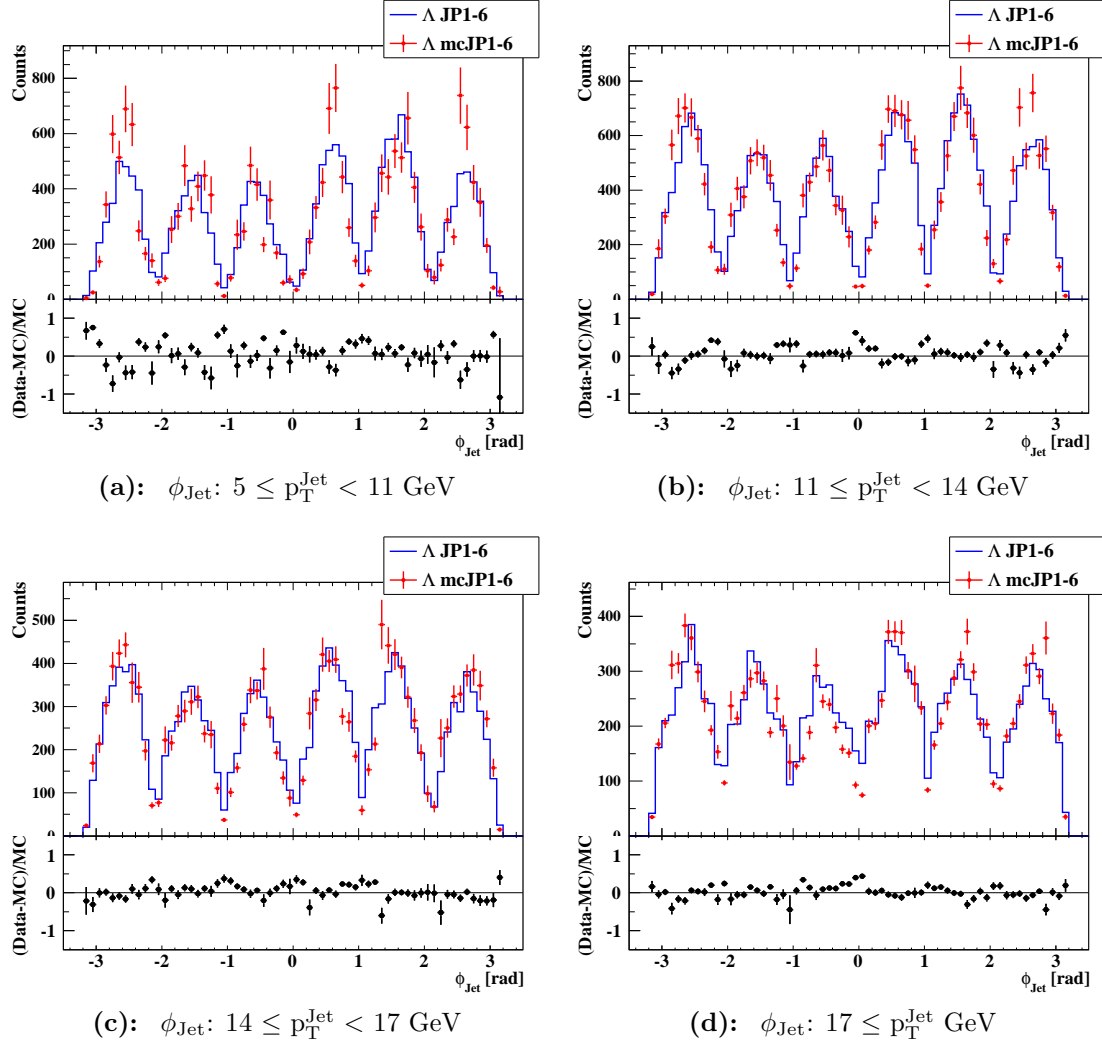 Λ JP1-6
Λ mcJP1-6
Counts
800
600
400
200
0
(Data-MC)/MC
1
0
-1
-3 -2 -1 0 1 2 3
ϕJet [rad]
(a): ϕJet: 5 ≤ pTJet < 11 GeV
Λ JP1-6
Λ mcJP1-6
Counts
800
600
400
200
0
(Data-MC)/MC
1
0
-1
-3 -2 -1 0 1 2 3
ϕJet [rad]
(b): ϕJet: 11 ≤ pTJet < 14 GeV
Λ JP1-6
Λ mcJP1-6
Counts
500
400
300
200
100
0
(Data-MC)/MC
1
0
-1
-3 -2 -1 0 1 2 3
ϕJet [rad]
(c): ϕJet: 14 ≤ pTJet < 17 GeV
Λ JP1-6
Λ mcJP1-6
Counts
400
300
200
100
0
(Data-MC)/MC
1
0
-1
-3 -2 -1 0 1 2 3
ϕJet [rad]
(d): ϕJet: 17 ≤ pTJet GeV